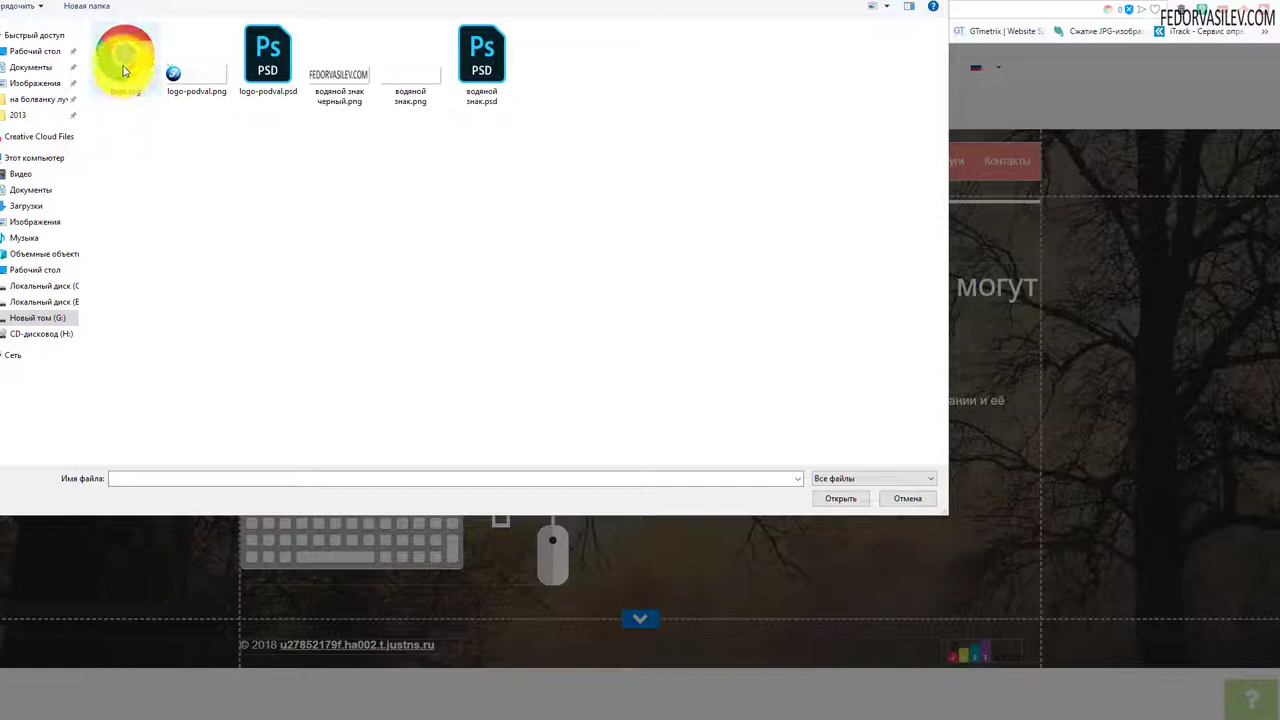 рядочить
Новая папка
FEDORVASILEV.COM
GTmetrix | Website S
Сжатие JPG-изобра
iTrack - Сервис опр
Быстрый доступ
Рабочий стол
Документы
Изображения
на болванку лу
2013
Creative Cloud Files
Этот компьютер
Видео
Документы
Загрузки
Изображения
Музыка
Объемные объект
Рабочий стол
Локальный диск (C
Локальный диск (E
Новый том (G:)
CD-дисковод (H:)
Сеть
Ps
PSD
Ps
PSD
FEDORVASILEV.COM
logo-podval.png
logo-podval.psd
водяной знак черный.png
водяной знак.png
водяной знак.psd
уги
Контакты
могут
ании и её
Имя файла:
Все файлы
Открыть
Отмена
© 2018 u27852179f.ha002.t.justns.ru
J U S T
?